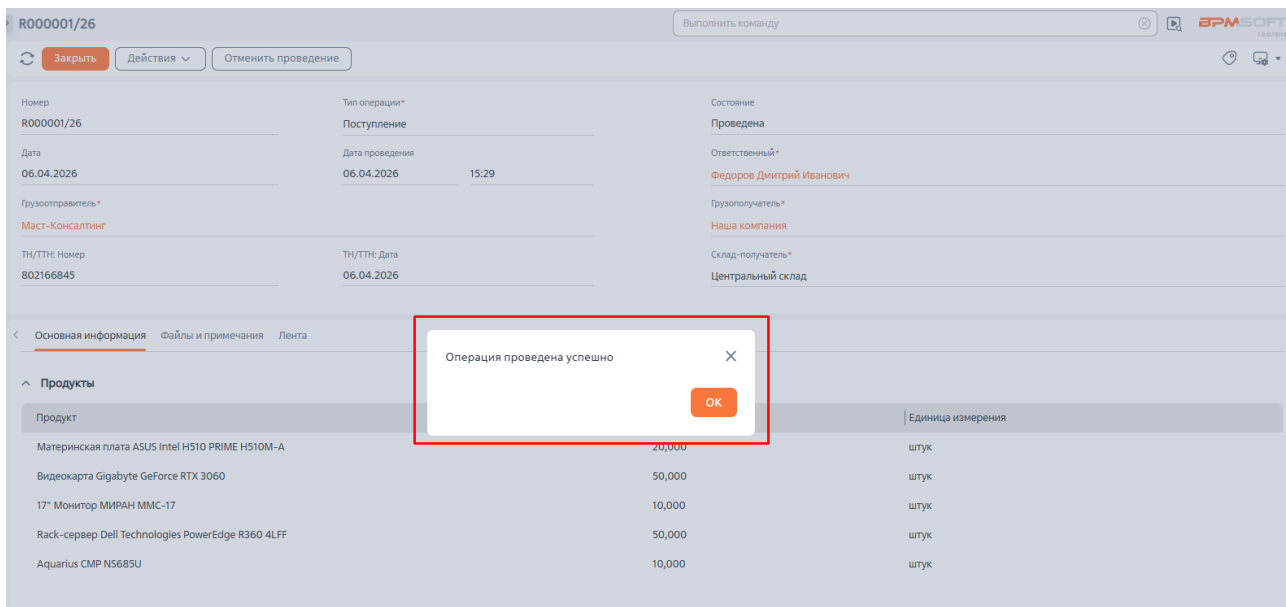 R000001/26
Выполнить команду
BPMSOFT
Закрыть Действия Отменить проведение
Номер Тип операции* Состояние
R000001/26 Поступление Проведена
Дата Дата проведения Ответственный*
06.04.2026 06.04.2026 15:29 Федоров Дмитрий Иванович
Грузоотправитель* Грузополучатель*
Маст-Консалтинг Наша компания
ТН/ТТН: Номер ТН/ТТН: Дата Склад-получатель*
802166845 06.04.2026 Центральный склад
Основная информация Файлы и примечания Лента
Операция проведена успешно
OK
Продукты
Продукт Единица измерения
Материнская плата ASUS Intel H510 PRIME H510M-A 20,000 штук
Видеокарта Gigabyte GeForce RTX 3060 50,000 штук
17" Монитор МИРАН ММС-17 10,000 штук
Rack-сервер Dell Technologies PowerEdge R360 4LFF 50,000 штук
Aquarius CMP NS685U 10,000 штук